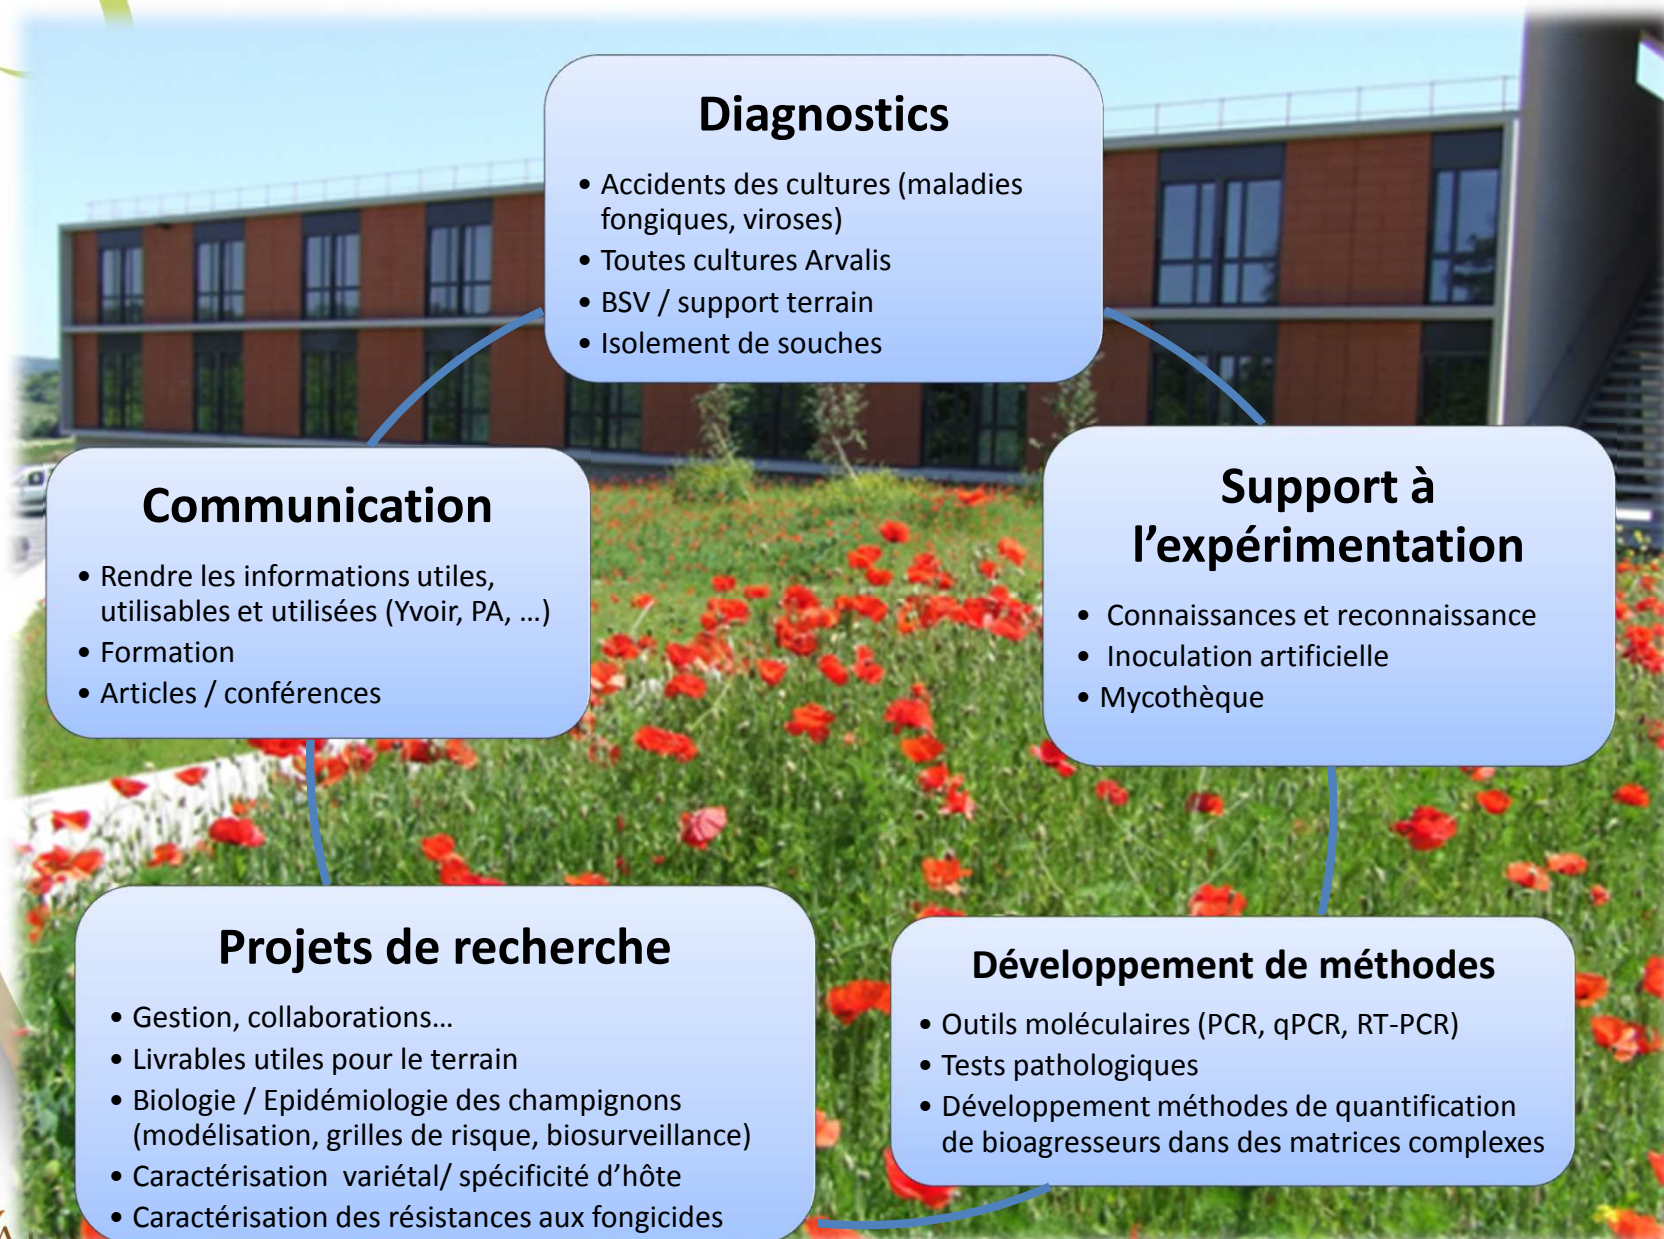 Diagnostics
• Accidents des cultures (maladies
fongiques, viroses)
• Toutes cultures Arvalis
• BSV / support terrain
• Isolement de souches
Support à
l’expérimentation
• Connaissances et reconnaissance
• Inoculation artificielle
• Mycothèque
Développement de méthodes
• Outils moléculaires (PCR, qPCR, RT-PCR)
• Tests pathologiques
• Développement méthodes de quantification
de bioagresseurs dans des matrices complexes
Projets de recherche
• Gestion, collaborations…
• Livrables utiles pour le terrain
• Biologie / Epidémiologie des champignons
(modélisation, grilles de risque, biosurveillance)
• Caractérisation variétal/ spécificité d’hôte
• Caractérisation des résistances aux fongicides
Communication
• Rendre les informations utiles,
utilisables et utilisées (Yvoir, PA, …)
• Formation
• Articles / conférences